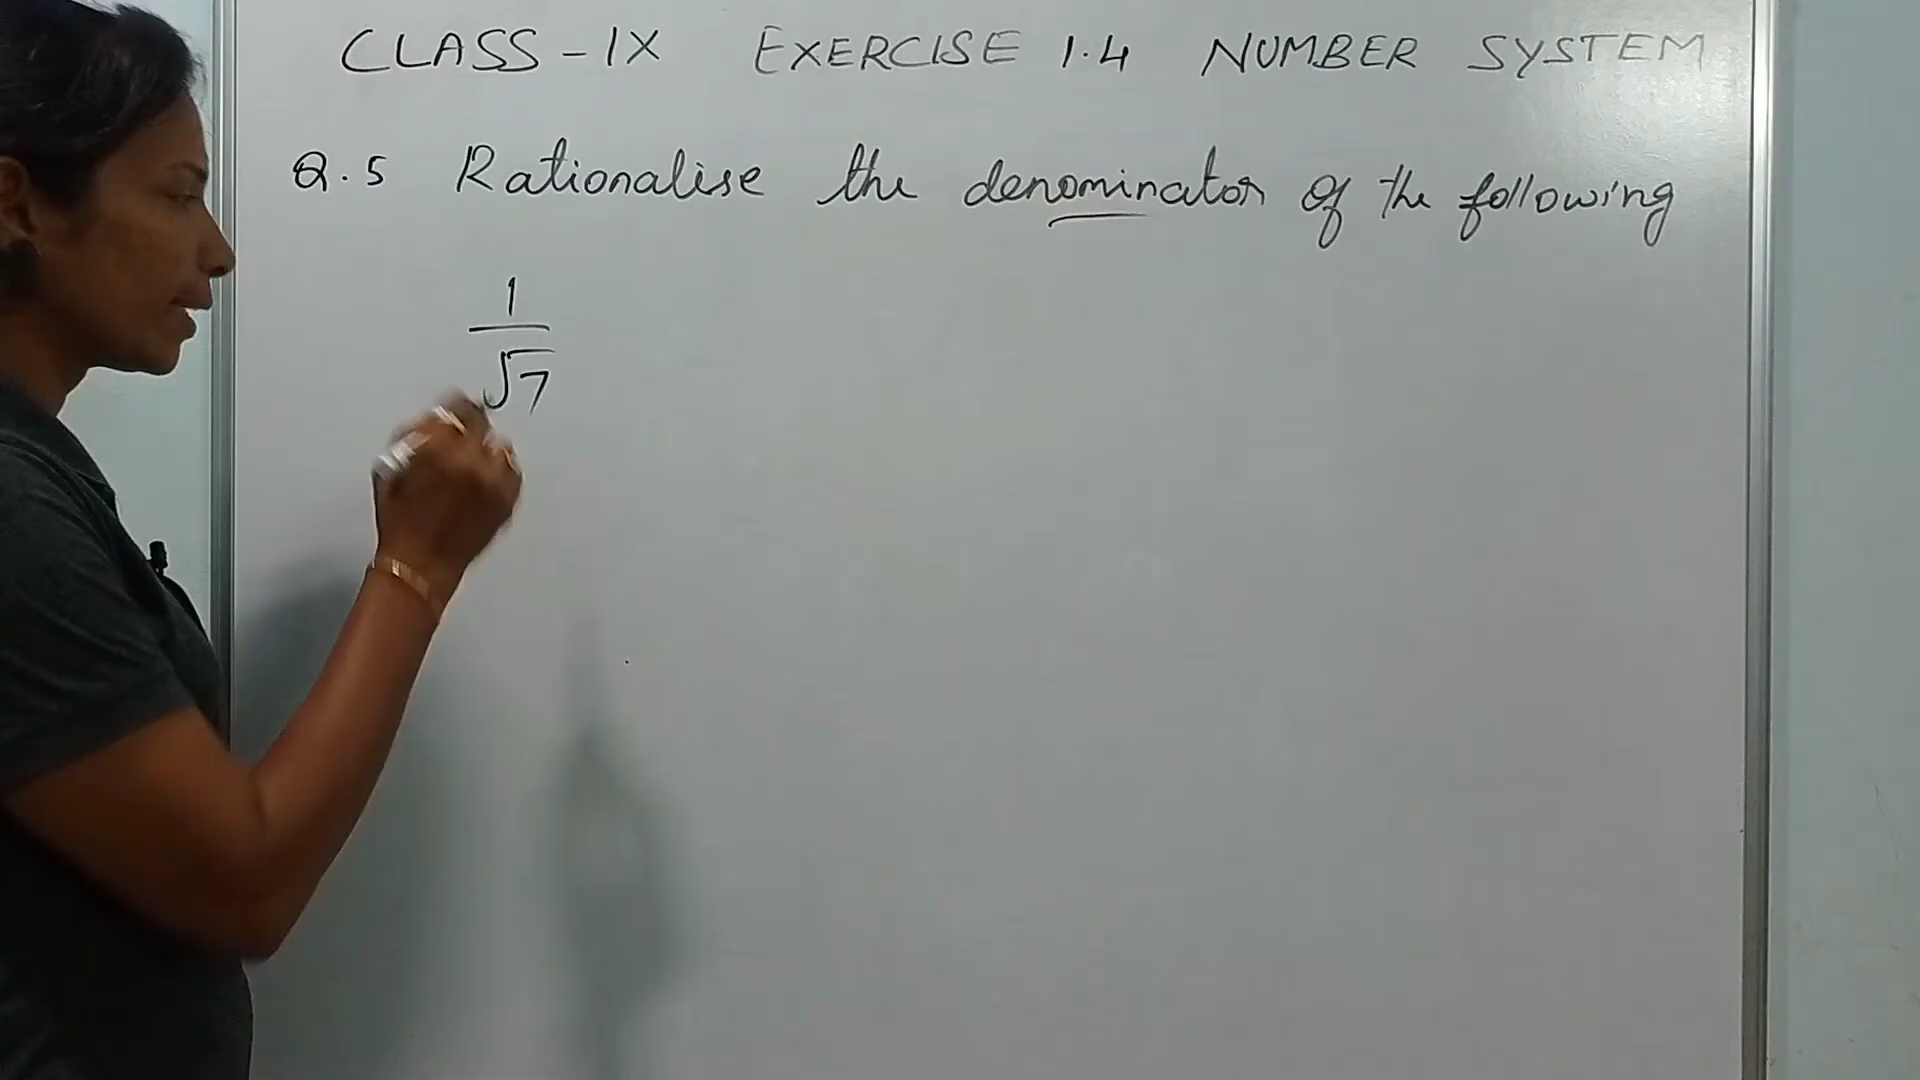 CLASS - IX EXERCISE 1.4 NUMBER SYSTEM
Q.5 Rationalise the denominator of the following
1
√7